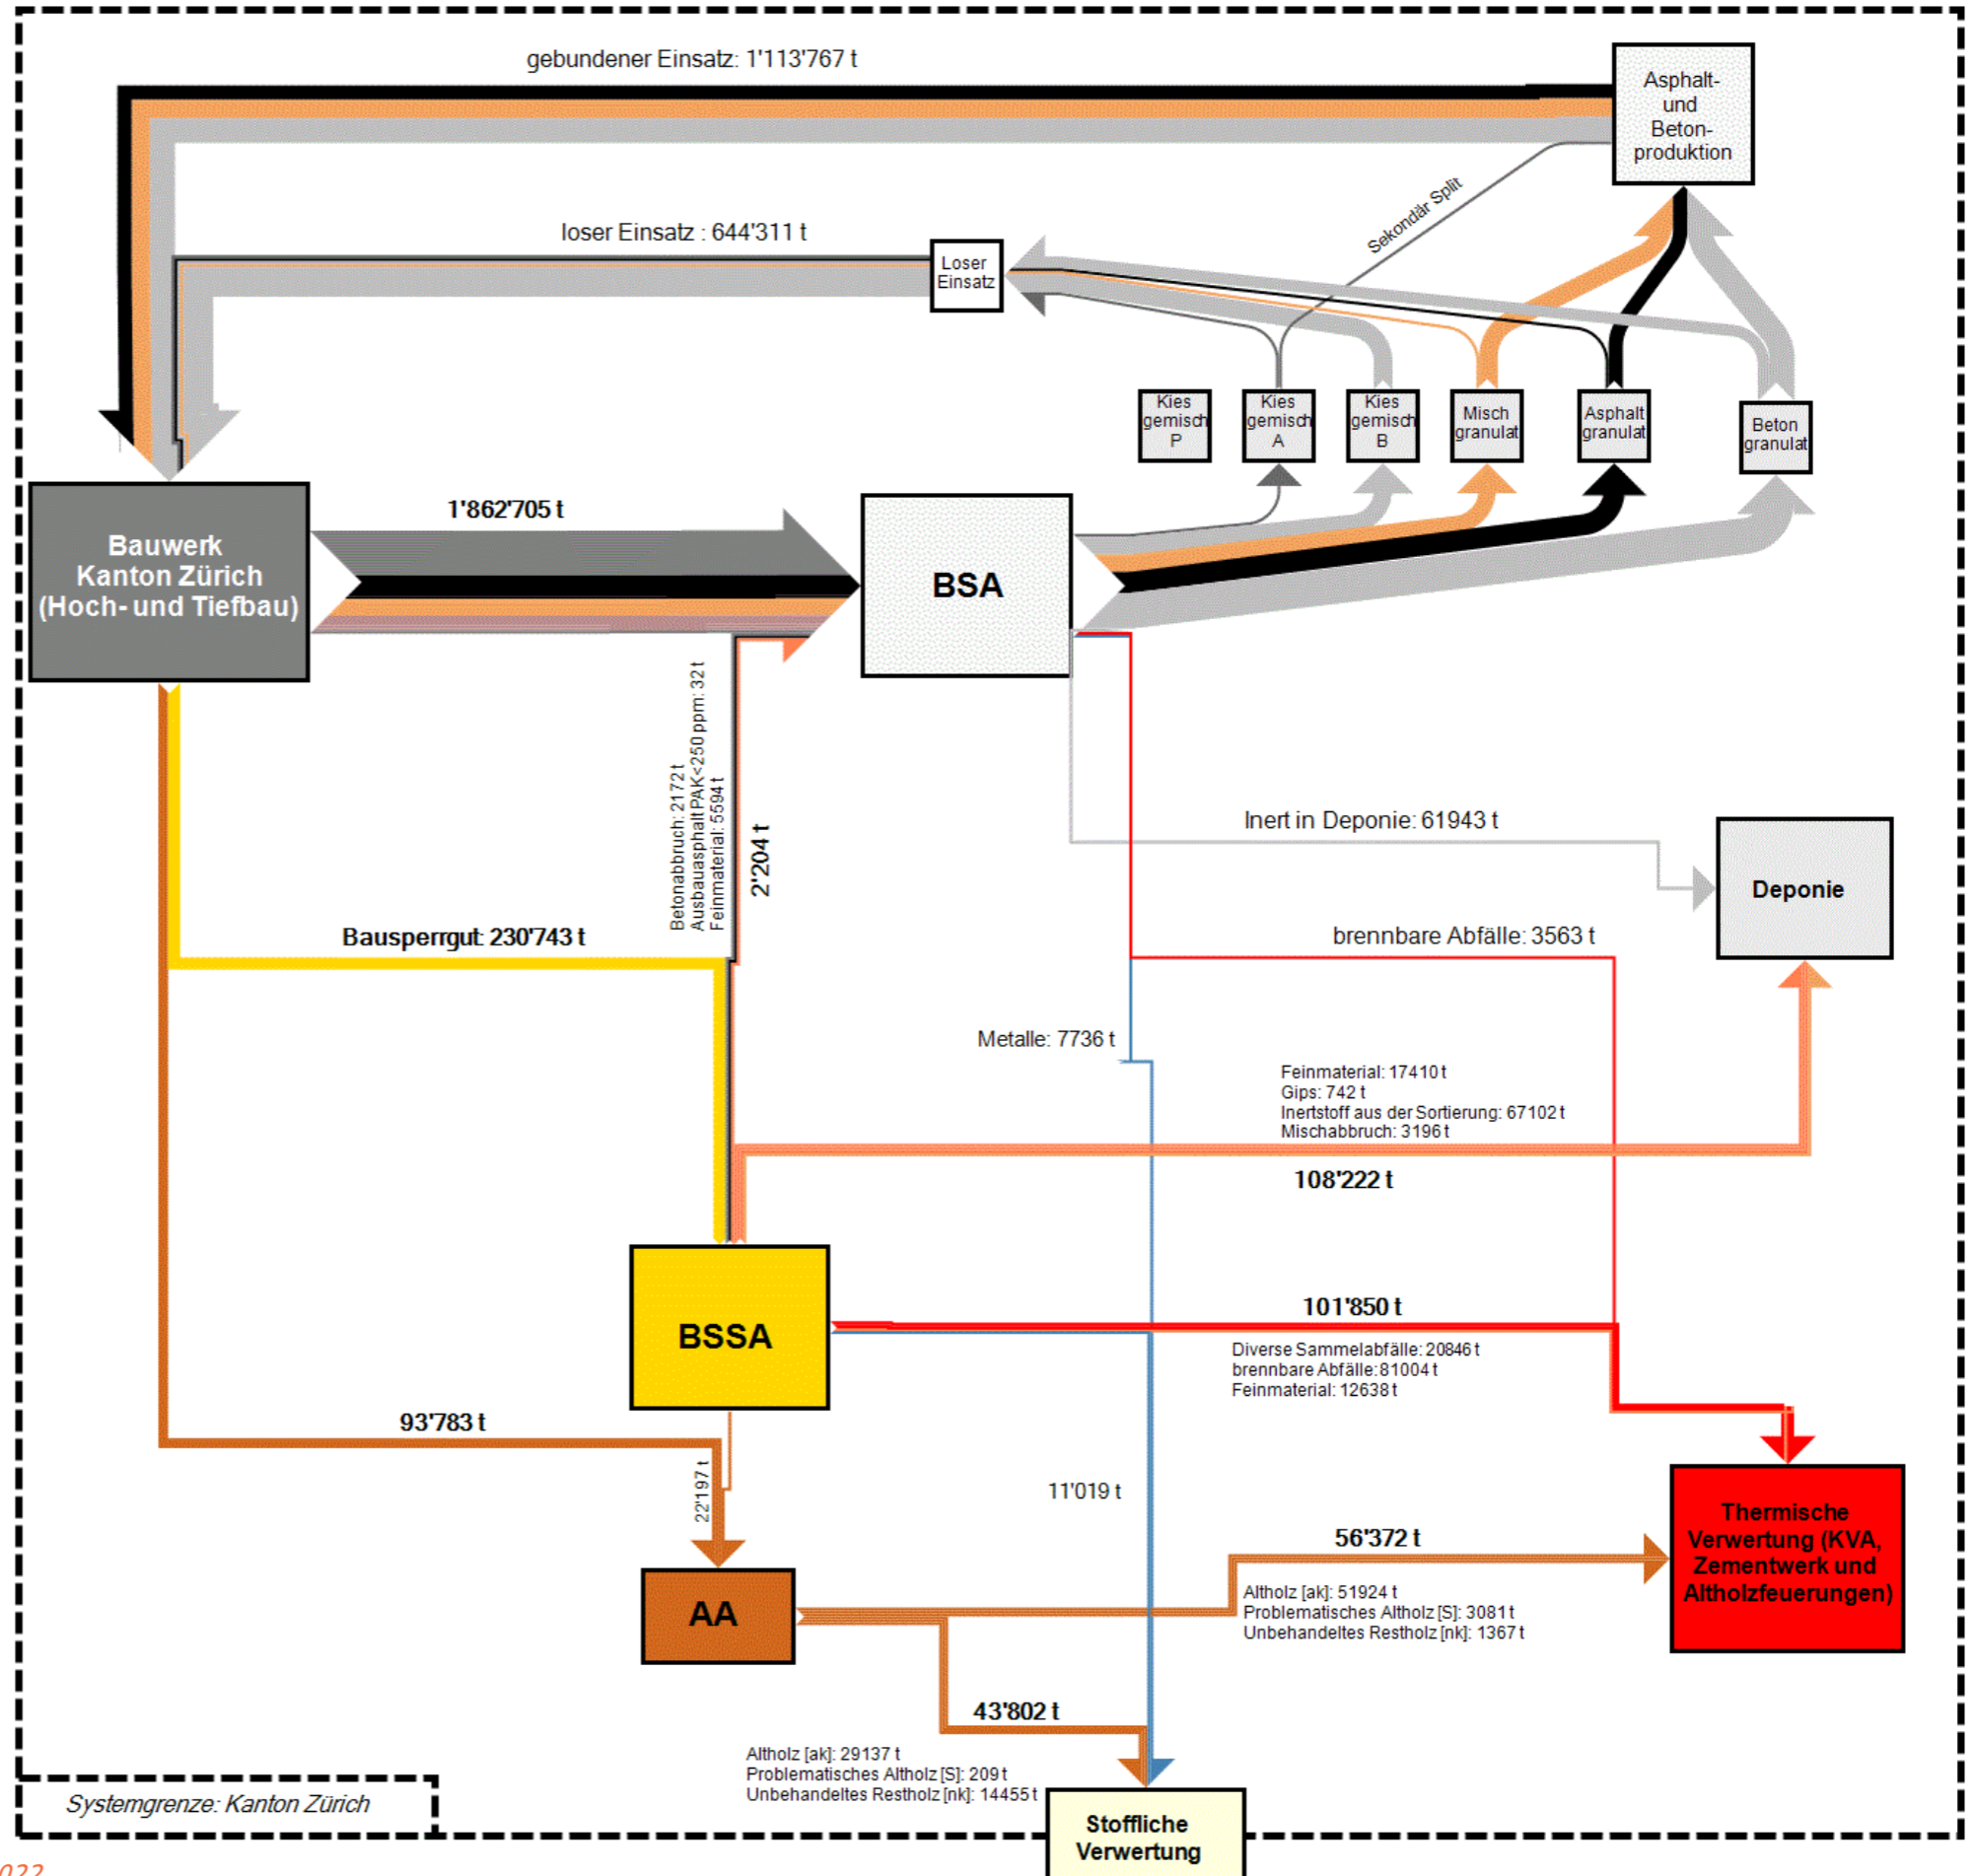 gebundener Einsatz: 1'113'767 t
Asphalt-
und
Beton-
produktion
Sekondär Split
loser Einsatz : 644'311 t
Loser
Einsatz
Kies
gemisch
P
Kies
gemisch
A
Kies
gemisch
B
Misch
granulat
Asphalt
granulat
Beton
granulat
1'862'705 t
Bauwerk
Kanton Zürich
(Hoch- und Tiefbau)
BSA
Betonabbruch: 2172 t
Ausbauasphalt PAK<250 ppm: 32 t
Feinmaterial: 5594 t
2'204 t
Inert in Deponie: 61943 t
Deponie
Bausperrgut: 230'743 t
brennbare Abfälle: 3563 t
Metalle: 7736 t
Feinmaterial: 17410 t
Gips: 742 t
Inertstoff aus der Sortierung: 67102 t
Mischabbruch: 3196 t
108'222 t
BSSA
101'850 t
Diverse Sammelabfälle: 20846 t
brennbare Abfälle: 81004 t
Feinmaterial: 12638 t
93'783 t
22'197 t
11'019 t
56'372 t
Thermische
Verwertung (KVA,
Zementwerk und
Altholzfeuerungen)
AA
Altholz [ak]: 51924 t
Problematisches Altholz [S]: 3081 t
Unbehandeltes Restholz [nk]: 1367 t
43'802 t
Altholz [ak]: 29137 t
Problematisches Altholz [S]: 209 t
Unbehandeltes Restholz [nk]: 14455 t
Systemgrenze: Kanton Zürich
Stoffliche
Verwertung
022